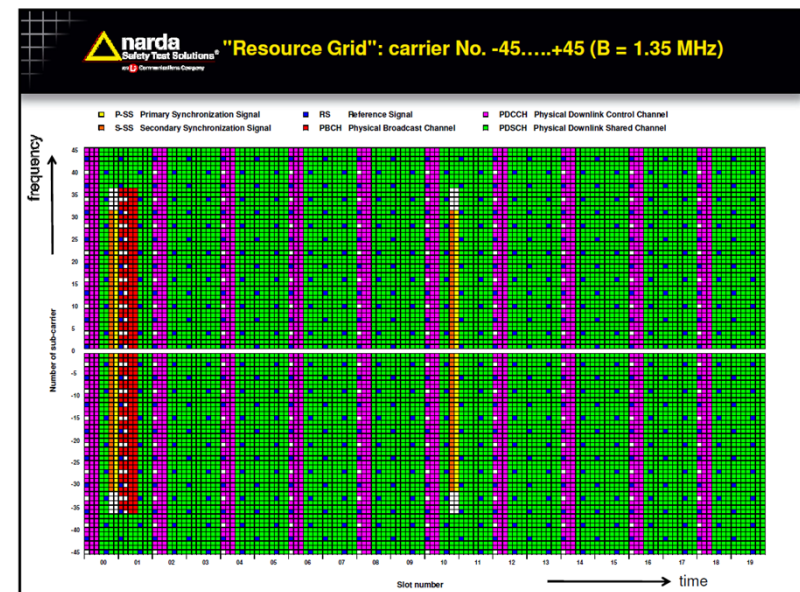 narda
Safety Test Solutions®
an L3 Communications Company
"Resource Grid": carrier No. -45.....+45 (B = 1.35 MHz)
P-SS Primary Synchronization Signal
RS Reference Signal
PDCCH Physical Downlink Control Channel
S-SS Secondary Synchronization Signal
PBCH Physical Broadcast Channel
PDSCH Physical Downlink Shared Channel
frequency
Number of sub-carrier
45
40
35
30
25
20
15
10
5
0
-5
-10
-15
-20
-25
-30
-35
-40
-45
00 01 02 03 04 05 06 07 08 09 10 11 12 13 14 15 16 17 18 19
Slot number
time